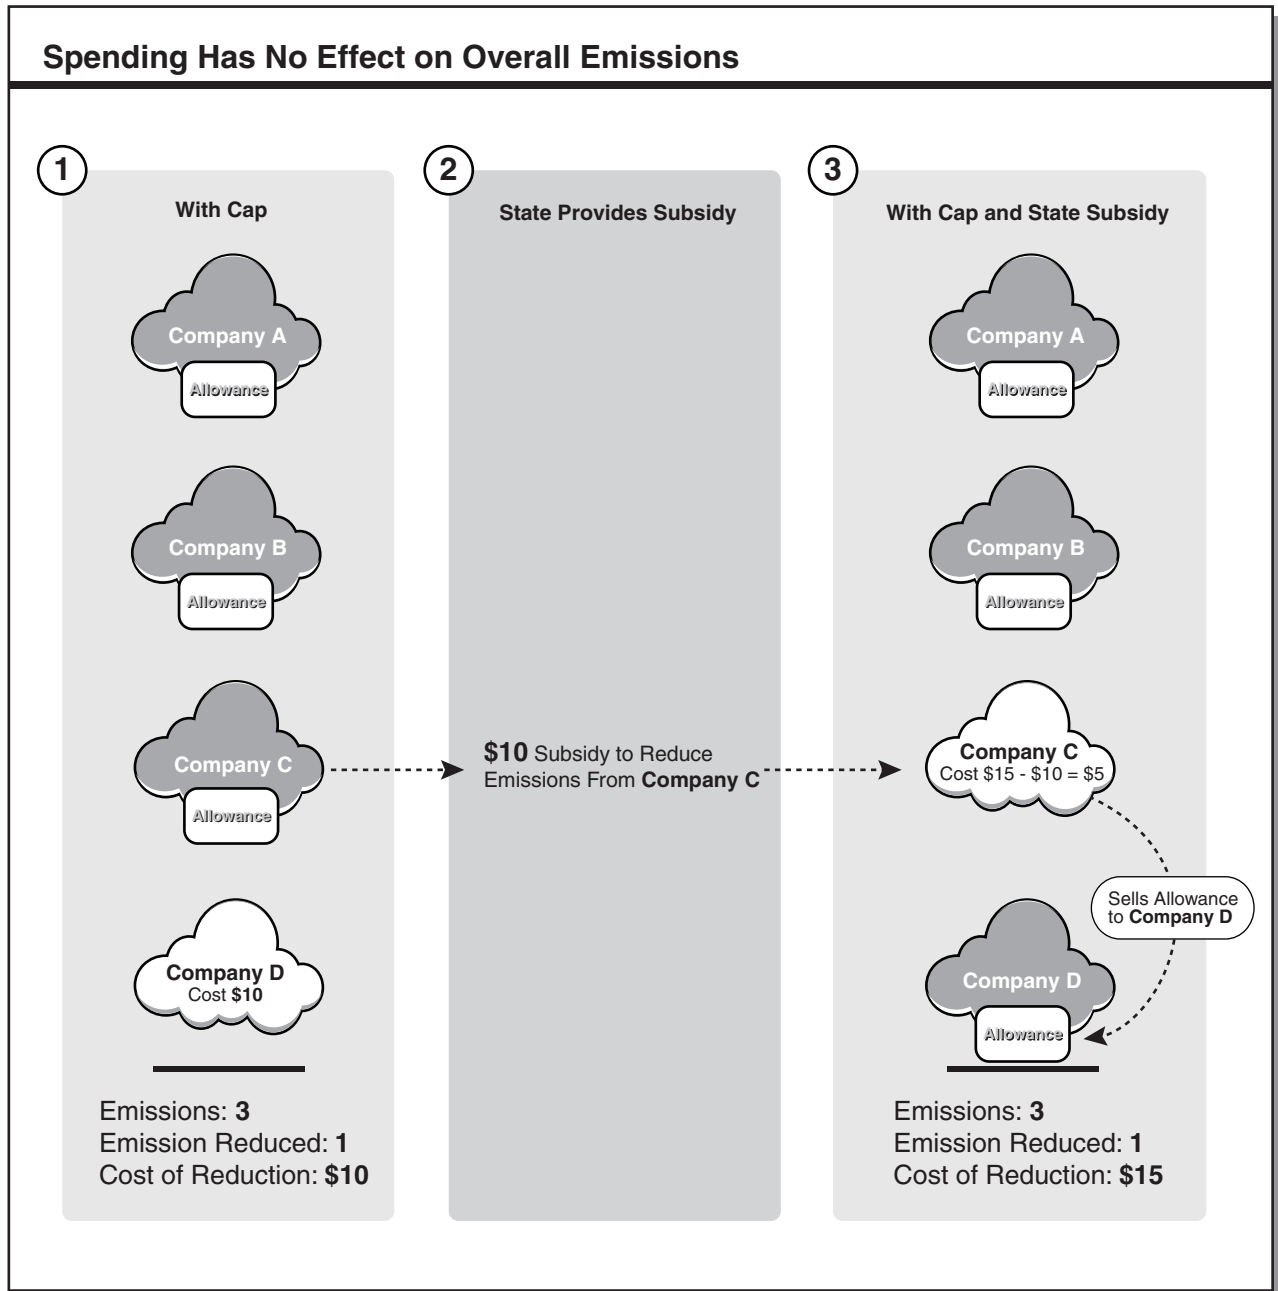 Spending Has No Effect on Overall Emissions
1
With Cap
Company A
Allowance
Company B
Allowance
Company C
Allowance
Company D
Cost $10
Emissions: 3
Emission Reduced: 1
Cost of Reduction: $10
2
State Provides Subsidy
$10 Subsidy to Reduce
Emissions From Company C
3
With Cap and State Subsidy
Company A
Allowance
Company B
Allowance
Company C
Cost $15 - $10 = $5
Sells Allowance
to Company D
Company D
Allowance
Emissions: 3
Emission Reduced: 1
Cost of Reduction: $15